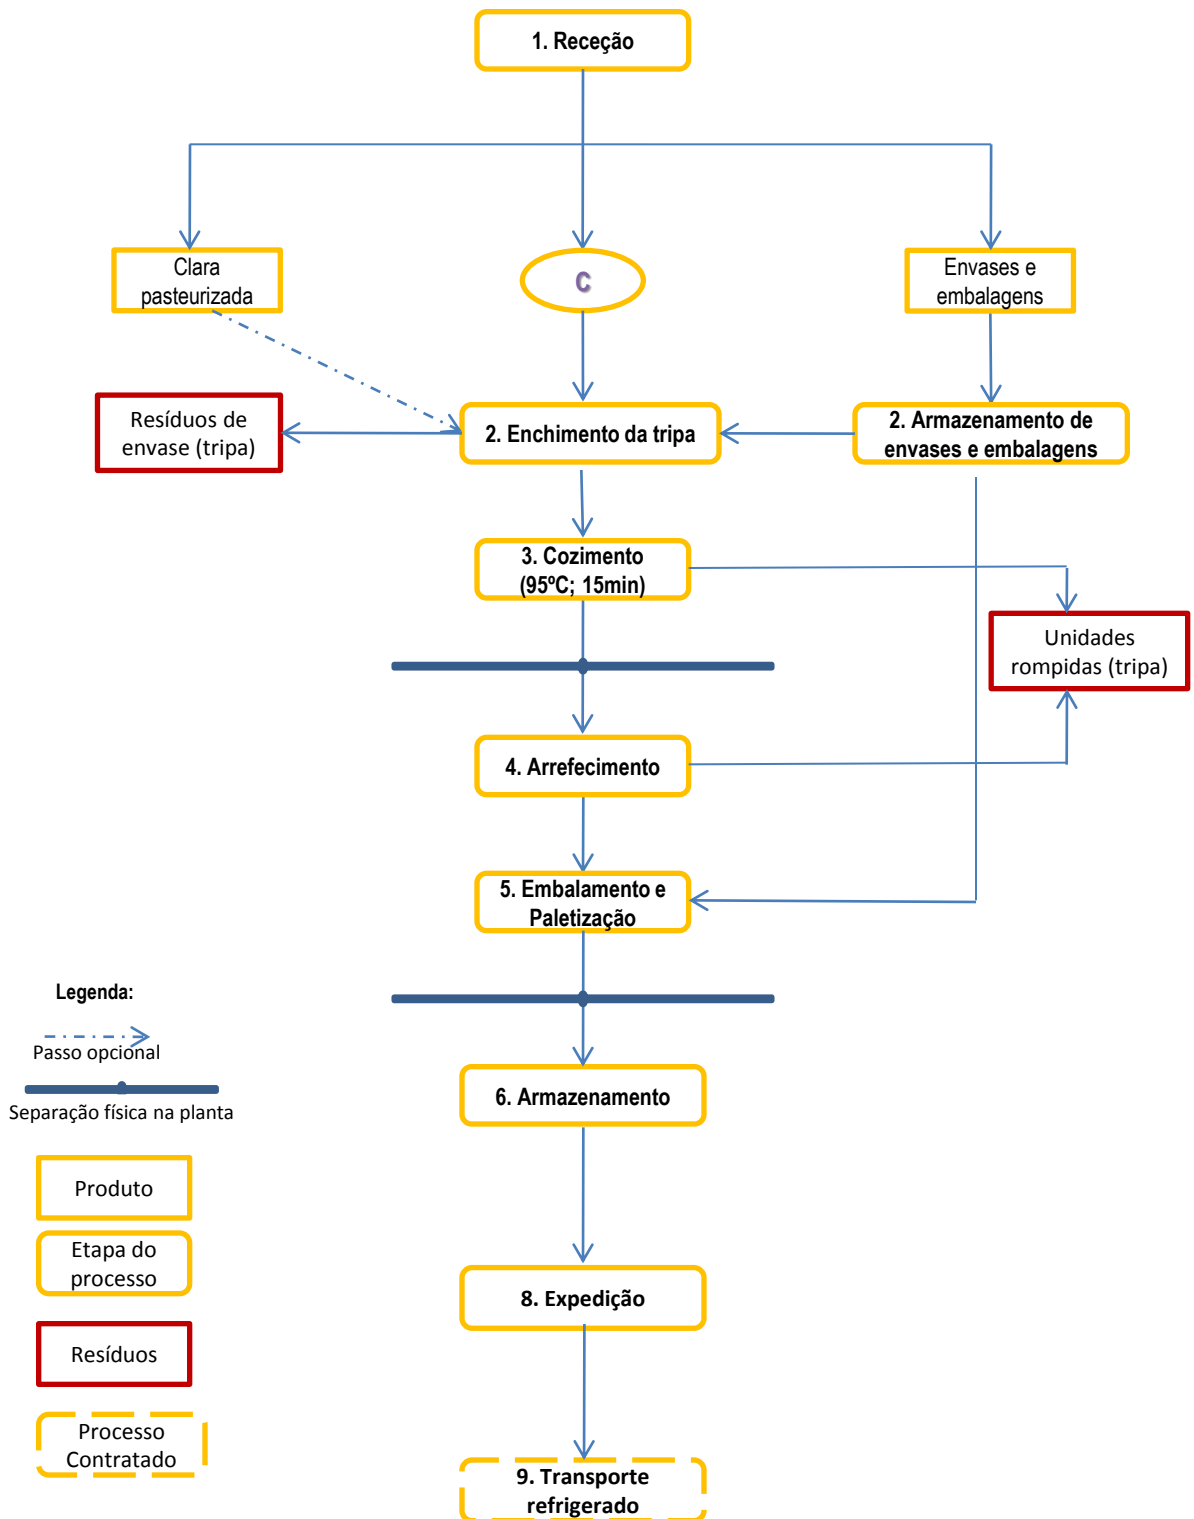 1. Receção
Clara
pasteurizada
C
Envases e
embalagens
Resíduos de
envase (tripa)
2. Enchimento da tripa
2. Armazenamento de
envases e embalagens
3. Cozimento
(95ºC; 15min)
Unidades
rompidas (tripa)
4. Arrefecimento
5. Embalamento e
Paletização
Legenda:
Passo opcional
Separação física na planta
6. Armazenamento
Produto
Etapa do
processo
8. Expedição
Resíduos
Processo
Contratado
9. Transporte
refrigerado